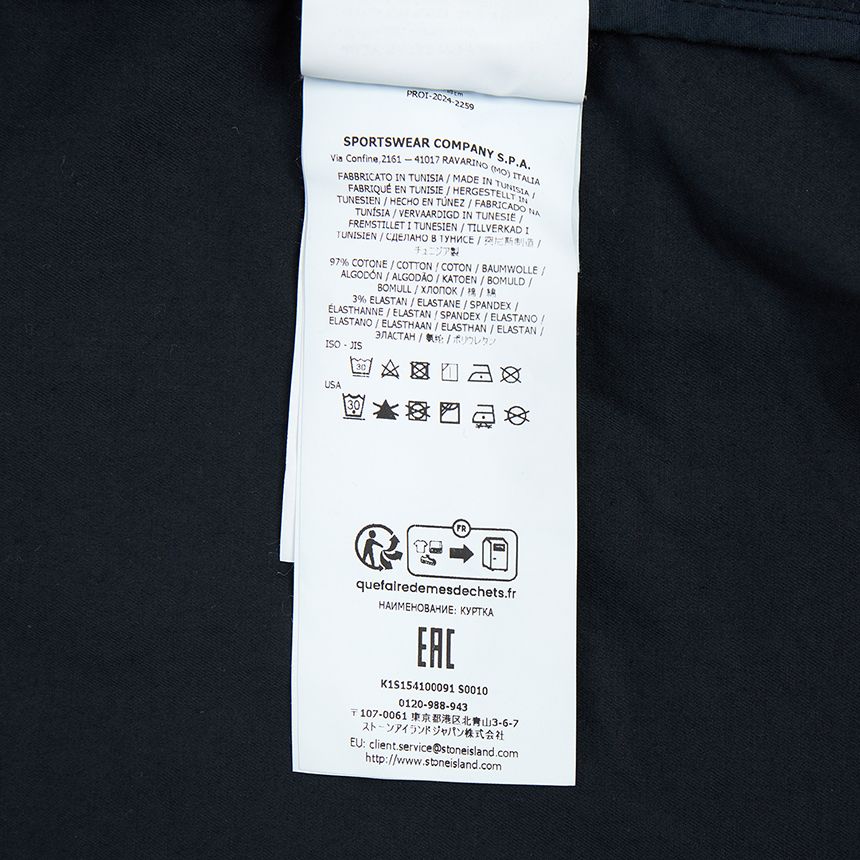 PROI-2024-2259
SPORTSWEAR COMPANY S.P.A.
Via Confine,2161 — 41017 RAVARINO (MO) ITALIA
FABBRICATO IN TUNISIA / MADE IN TUNISIA /
FABRIQUÉ EN TUNISIE / HERGESTELLT IN
TUNESIEN / HECHO EN TÚNEZ / FABRICADO NA
TUNÍSIA / VERVAARDIGD IN TUNESIË /
FREMSTILLET I TUNESIEN / TILLVERKAD I
TUNISIEN / СДЕЛАНО В ТУНИСЕ / 突尼斯制造 /
チュニジア製
97% COTONE / COTTON / COTON / BAUMWOLLE /
ALGODÓN / ALGODÃO / KATOEN / BOMULD /
BOMULL / ХЛОПОК / 棉 / 綿
3% ELASTAN / ELASTANE / SPANDEX /
ÉLASTHANNE / ELASTAN / SPANDEX / ELASTANO /
ELASTANO / ELASTHAAN / ELASTHAN / ELASTAN /
ЭЛАСТАН / 氨纶 / ポリウレタン
ISO - JIS
30
USA
30
FR
quefairedemesdechets.fr
НАИМЕНОВАНИЕ: КУРТКА
EAC
K1S154100091 S0010
0120-988-943
〒107-0061 東京都港区北青山3-6-7
ストーンアイランドジャパン株式会社
EU: client.service@stoneisland.com
http://www.stoneisland.com